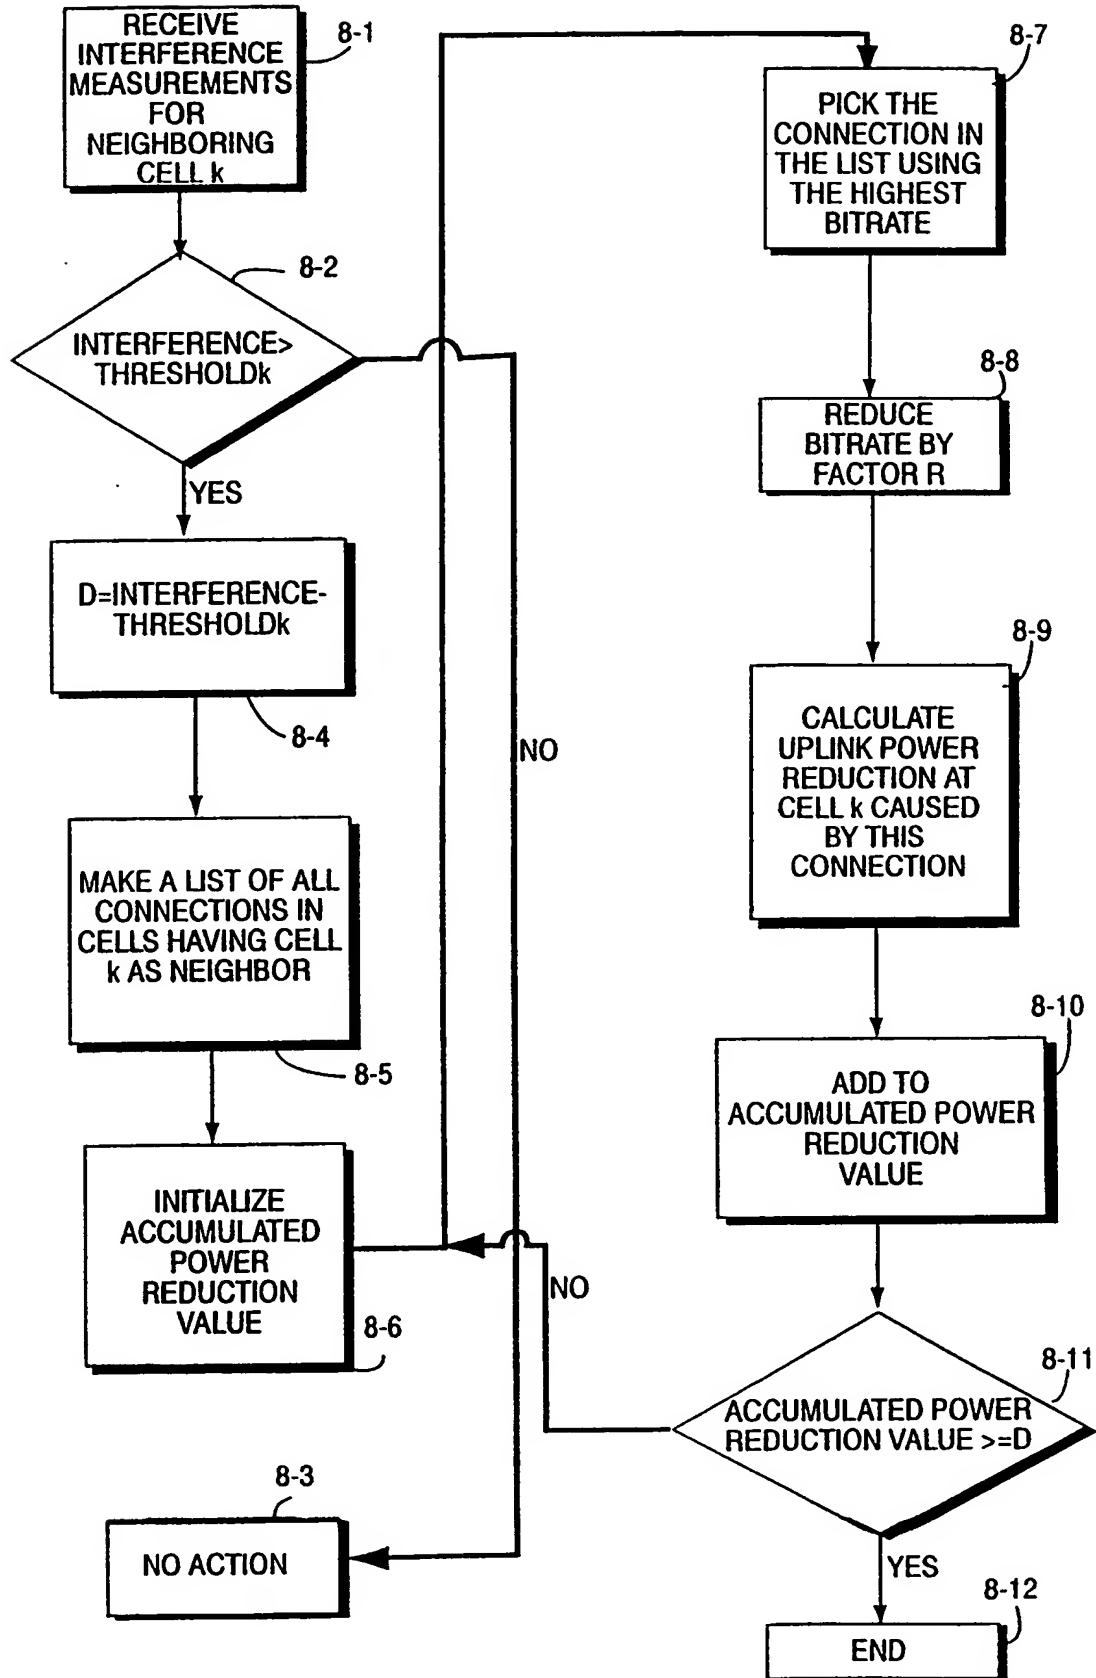 RECEIVE
INTERFERENCE
MEASUREMENTS
FOR
NEIGHBORING
CELL k
8-1
8-2
INTERFERENCE>
THRESHOLDk
YES
D=INTERFERENCE-
THRESHOLDk
8-4
NO
MAKE A LIST OF ALL
CONNECTIONS IN
CELLS HAVING CELL
k AS NEIGHBOR
8-5
INITIALIZE
ACCUMULATED
POWER
REDUCTION
VALUE
8-6
8-3
NO ACTION
8-7
PICK THE
CONNECTION IN
THE LIST USING
THE HIGHEST
BITRATE
8-8
REDUCE
BITRATE BY
FACTOR R
8-9
CALCULATE
UPLINK POWER
REDUCTION AT
CELL k CAUSED
BY THIS
CONNECTION
8-10
ADD TO
ACCUMULATED POWER
REDUCTION
VALUE
NO
8-11
ACCUMULATED POWER
REDUCTION VALUE >=D
YES
8-12
END